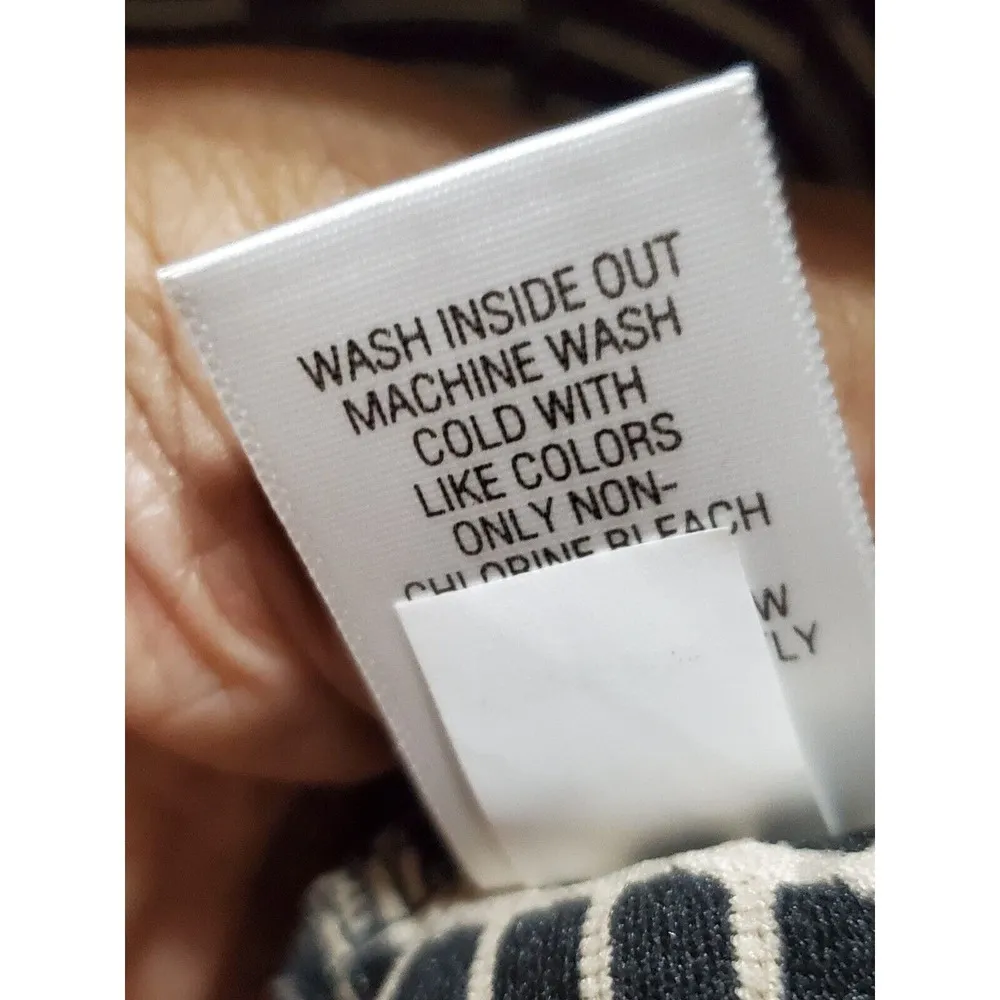 WASH INSIDE OUT
MACHINE WASH
COLD WITH
LIKE COLORS
ONLY NON-
CHLORINE BLEACH